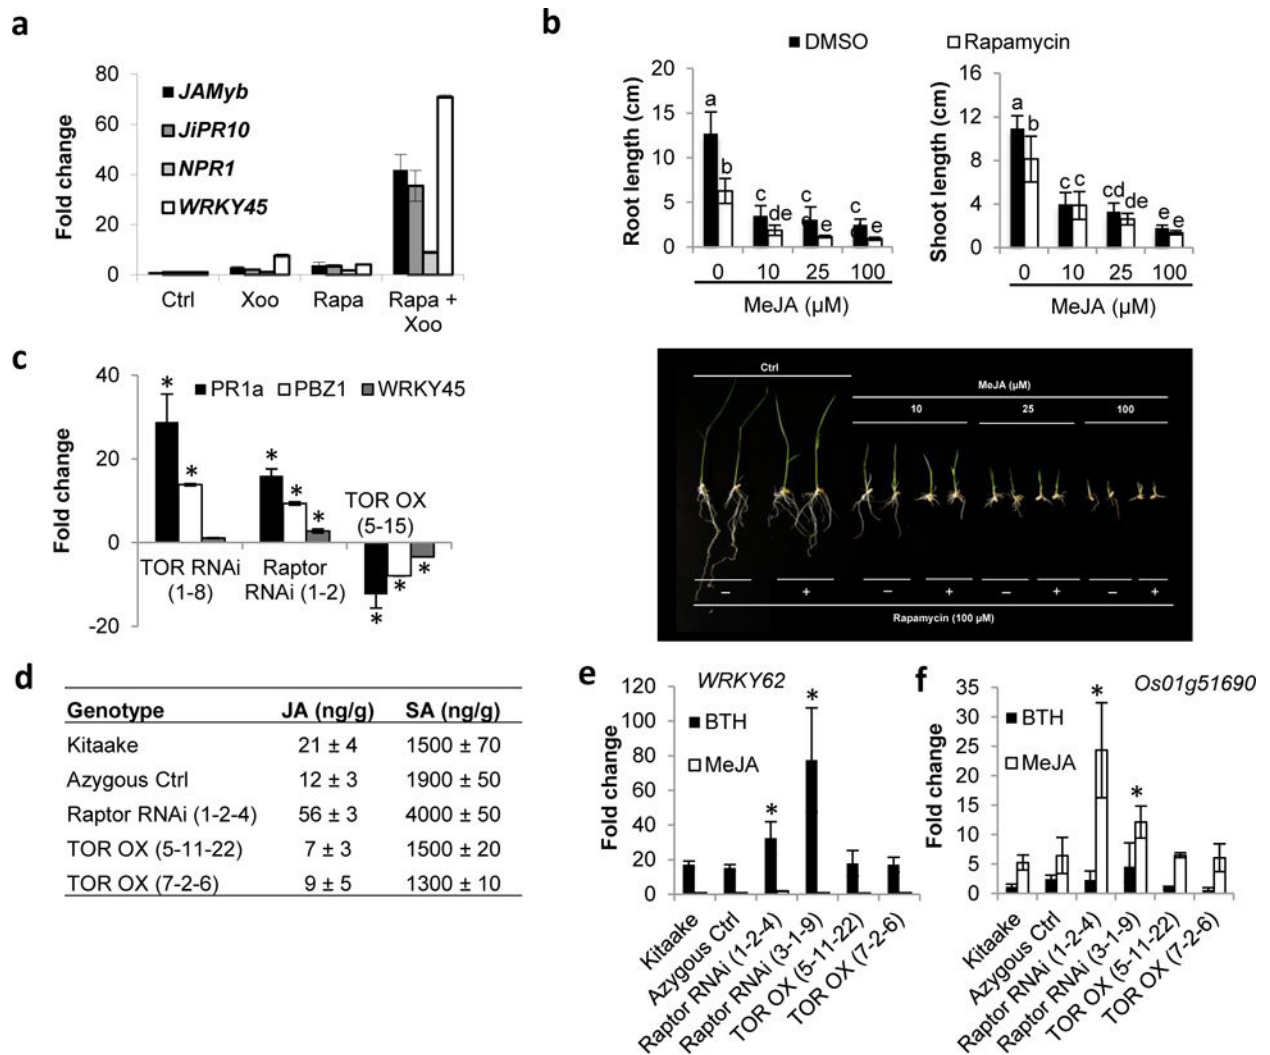 a
Fold change
80
60
40
20
0
JAMyb
JiPR10
NPR1
WRKY45
Ctrl
Xoo
Rapa
Rapa +
Xoo
b
DMSO
Rapamycin
Root length (cm)
20
15
10
5
0
a
b
c
de
c
c
e
c
c
e
0
10
25
100
MeJA (µM)
Shoot length (cm)
16
12
8
4
0
a
b
c
c
cd
de
e
e
0
10
25
100
MeJA (µM)
Ctrl
MeJA (µM)
10
25
100
–
+
–
+
–
+
–
+
Rapamycin (100 µM)
c
Fold change
40
20
0
-20
PR1a
PBZ1
WRKY45
*
*
*
*
*
*
*
*
TOR RNAi
(1-8)
Raptor
RNAi (1-2)
TOR OX
(5-15)
d
Genotype JA (ng/g) SA (ng/g)
Kitaake 21 ± 4 1500 ± 70
Azygous Ctrl 12 ± 3 1900 ± 50
Raptor RNAi (1-2-4) 56 ± 3 4000 ± 50
TOR OX (5-11-22) 7 ± 3 1500 ± 20
TOR OX (7-2-6) 9 ± 5 1300 ± 10
e
WRKY62
Fold change
120
100
80
60
40
20
0
BTH
MeJA
*
*
Kitaake
Azygous Ctrl
Raptor RNAi (1-2-4)
Raptor RNAi (3-1-9)
TOR OX (5-11-22)
TOR OX (7-2-6)
f
Os01g51690
Fold change
35
30
25
20
15
10
5
0
BTH
MeJA
*
*
Kitaake
Azygous Ctrl
Raptor RNAi (1-2-4)
Raptor RNAi (3-1-9)
TOR OX (5-11-22)
TOR OX (7-2-6)